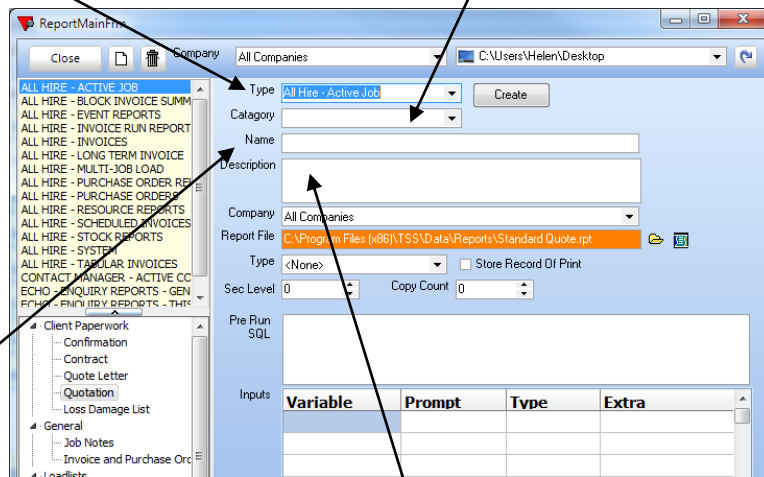 ReportMainFrm
Close Company All Companies C:\Users\Helen\Desktop
ALL HIRE - ACTIVE JOB
ALL HIRE - BLOCK INVOICE SUMM
ALL HIRE - EVENT REPORTS
ALL HIRE - INVOICE RUN REPORT
ALL HIRE - INVOICES
ALL HIRE - LONG TERM INVOICE
ALL HIRE - MULTI-JOB LOAD
ALL HIRE - PURCHASE ORDER REP
ALL HIRE - PURCHASE ORDERS
ALL HIRE - RESOURCE REPORTS
ALL HIRE - SCHEDULED INVOICES
ALL HIRE - STOCK REPORTS
ALL HIRE - SYSTEM
ALL HIRE - TABULAR INVOICES
CONTACT MANAGER - ACTIVE CC
ECHO - ENQUIRY REPORTS - GEN
ECHO - ENQUIRY REPORTS - THIS
Client Paperwork
Confirmation
Contract
Quote Letter
Quotation
Loss Damage List
General
Job Notes
Invoice and Purchase Orc
Loadlists
Type All Hire - Active Job Create
Catagory
Name
Description
Company All Companies
Report File C:\Program Files (x86)\TSS\Data\Reports\Standard Quote.rpt
Type <None> Store Record Of Print
Sec Level 0 Copy Count 0
Pre Run
SQL
Inputs Variable Prompt Type Extra